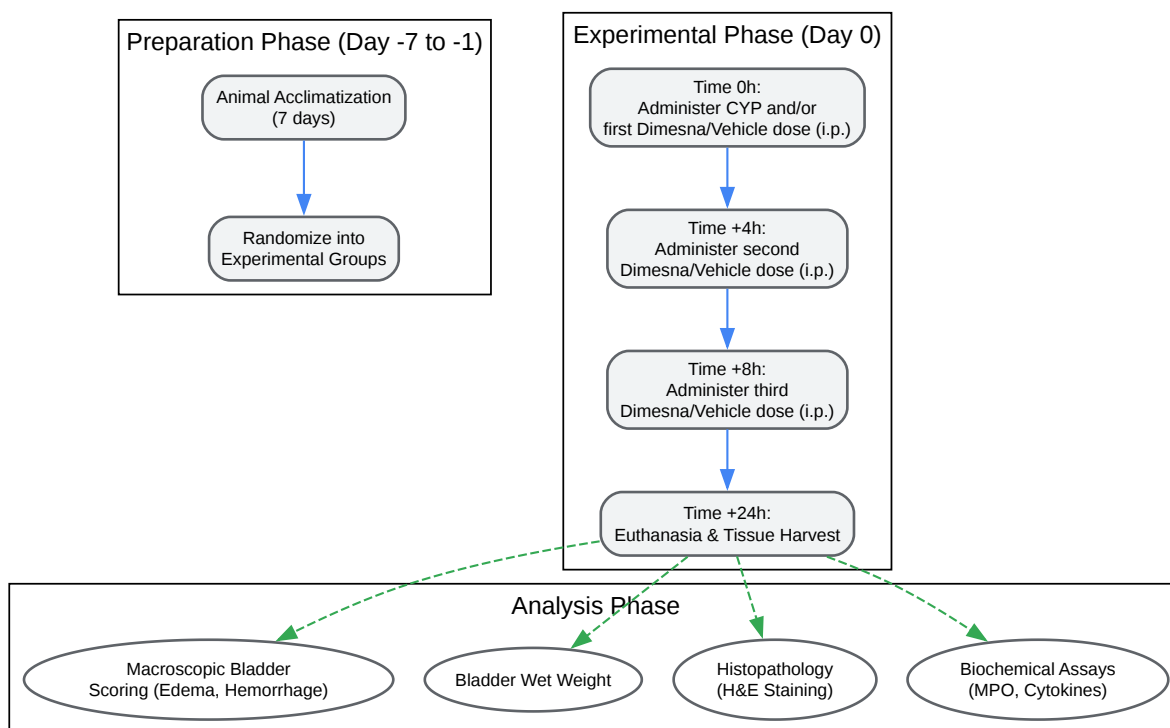 Preparation Phase (Day -7 to -1)
Animal Acclimatization
(7 days)
Randomize into
Experimental Groups
Experimental Phase (Day 0)
Time 0h:
Administer CYP and/or
first Dimesna/Vehicle dose (i.p.)
Time +4h:
Administer second
Dimesna/Vehicle dose (i.p.)
Time +8h:
Administer third
Dimesna/Vehicle dose (i.p.)
Time +24h:
Euthanasia & Tissue Harvest
Analysis Phase
Macroscopic Bladder
Scoring (Edema, Hemorrhage)
Bladder Wet Weight
Histopathology
(H&E Staining)
Biochemical Assays
(MPO, Cytokines)